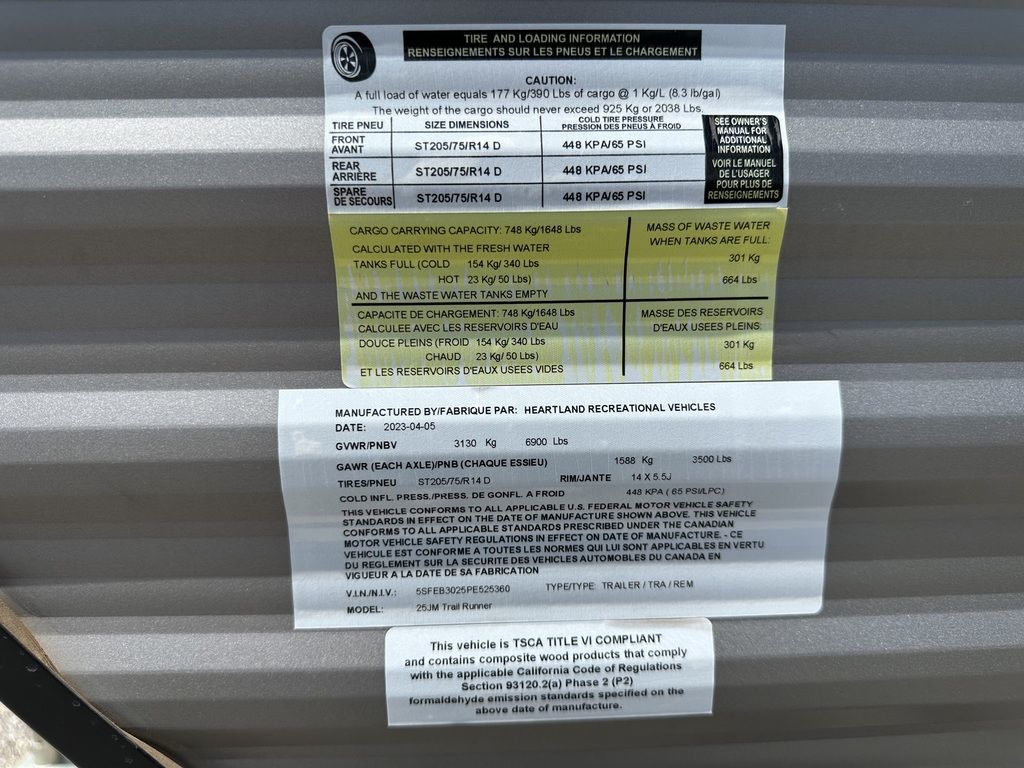 TIRE AND LOADING INFORMATION
RENSEIGNEMENTS SUR LES PNEUS ET LE CHARGEMENT
CAUTION:
A full load of water equals 177 Kg/390 Lbs of cargo @ 1 Kg/L (8.3 lb/gal)
The weight of the cargo should never exceed 925 Kg or 2038 Lbs.
TIRE PNEU SIZE DIMENSIONS COLD TIRE PRESSURE
PRESSION DES PNEUS À FROID
FRONT
AVANT ST205/75/R14 D 448 KPA/65 PSI
REAR
ARRIÈRE ST205/75/R14 D 448 KPA/65 PSI
SPARE
DE SECOURS ST205/75/R14 D 448 KPA/65 PSI
SEE OWNER'S
MANUAL FOR
ADDITIONAL
INFORMATION
VOIR LE MANUEL
DE L'USAGER
POUR PLUS DE
RENSEIGNEMENTS
CARGO CARRYING CAPACITY: 748 Kg/1648 Lbs
CALCULATED WITH THE FRESH WATER
TANKS FULL (COLD 154 Kg/ 340 Lbs
HOT 23 Kg/ 50 Lbs)
AND THE WASTE WATER TANKS EMPTY
MASS OF WASTE WATER
WHEN TANKS ARE FULL:
301 Kg
664 Lbs
CAPACITE DE CHARGEMENT: 748 Kg/1648 Lbs
CALCULEE AVEC LES RESERVOIRS D'EAU
DOUCE PLEINS (FROID 154 Kg/ 340 Lbs
CHAUD 23 Kg/ 50 Lbs)
ET LES RESERVOIRS D'EAUX USEES VIDES
MASSE DES RESERVOIRS
D'EAUX USEES PLEINS:
301 Kg
664 Lbs
MANUFACTURED BY/FABRIQUE PAR: HEARTLAND RECREATIONAL VEHICLES
DATE: 2023-04-05
GVWR/PNBV 3130 Kg 6900 Lbs
GAWR (EACH AXLE)/PNB (CHAQUE ESSIEU) 1588 Kg 3500 Lbs
TIRES/PNEU ST205/75/R14 D RIM/JANTE 14 X 5.5J
COLD INFL. PRESS./PRESS. DE GONFL. A FROID 448 KPA ( 65 PSI/LPC)
THIS VEHICLE CONFORMS TO ALL APPLICABLE U.S. FEDERAL MOTOR VEHICLE SAFETY
STANDARDS IN EFFECT ON THE DATE OF MANUFACTURE SHOWN ABOVE. THIS VEHICLE
CONFORMS TO ALL APPLICABLE STANDARDS PRESCRIBED UNDER THE CANADIAN
MOTOR VEHICLE SAFETY REGULATIONS IN EFFECT ON DATE OF MANUFACTURE. - CE
VEHICULE EST CONFORME A TOUTES LES NORMES QUI LUI SONT APPLICABLES EN VERTU
DU REGLEMENT SUR LA SECURITE DES VEHICLES AUTOMOBILES DU CANADA EN
VIGUEUR A LA DATE DE SA FABRICATION
V.I.N./N.I.V.: 5SFEB3025PE525360 TYPE/TYPE: TRAILER / TRA / REM
MODEL: 25JM Trail Runner
This vehicle is TSCA TITLE VI COMPLIANT
and contains composite wood products that comply
with the applicable California Code of Regulations
Section 93120.2(a) Phase 2 (P2)
formaldehyde emission standards specified on the
above date of manufacture.